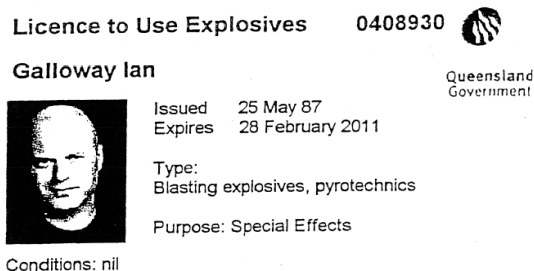 Licence to Use Explosives 0408930
Galloway Ian
Queensland
Government
Issued 25 May 87
Expires 28 February 2011
Type:
Blasting explosives, pyrotechnics
Purpose: Special Effects
Conditions: nil